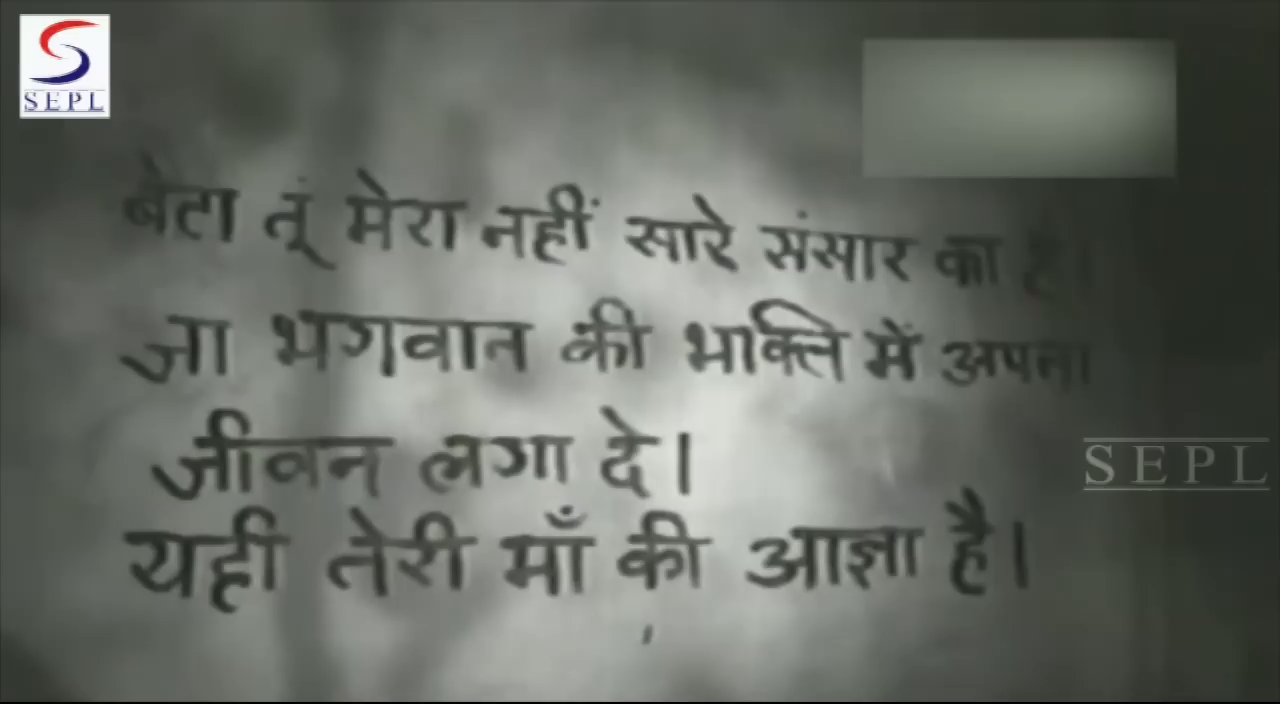 SEPL
बेटा तूं मेरा नहीं सारे संसार का है।
जा भगवान की भक्ति में अपना
जीवन लगा दे।
SEPL
यही तेरी माँ की आज्ञा है।